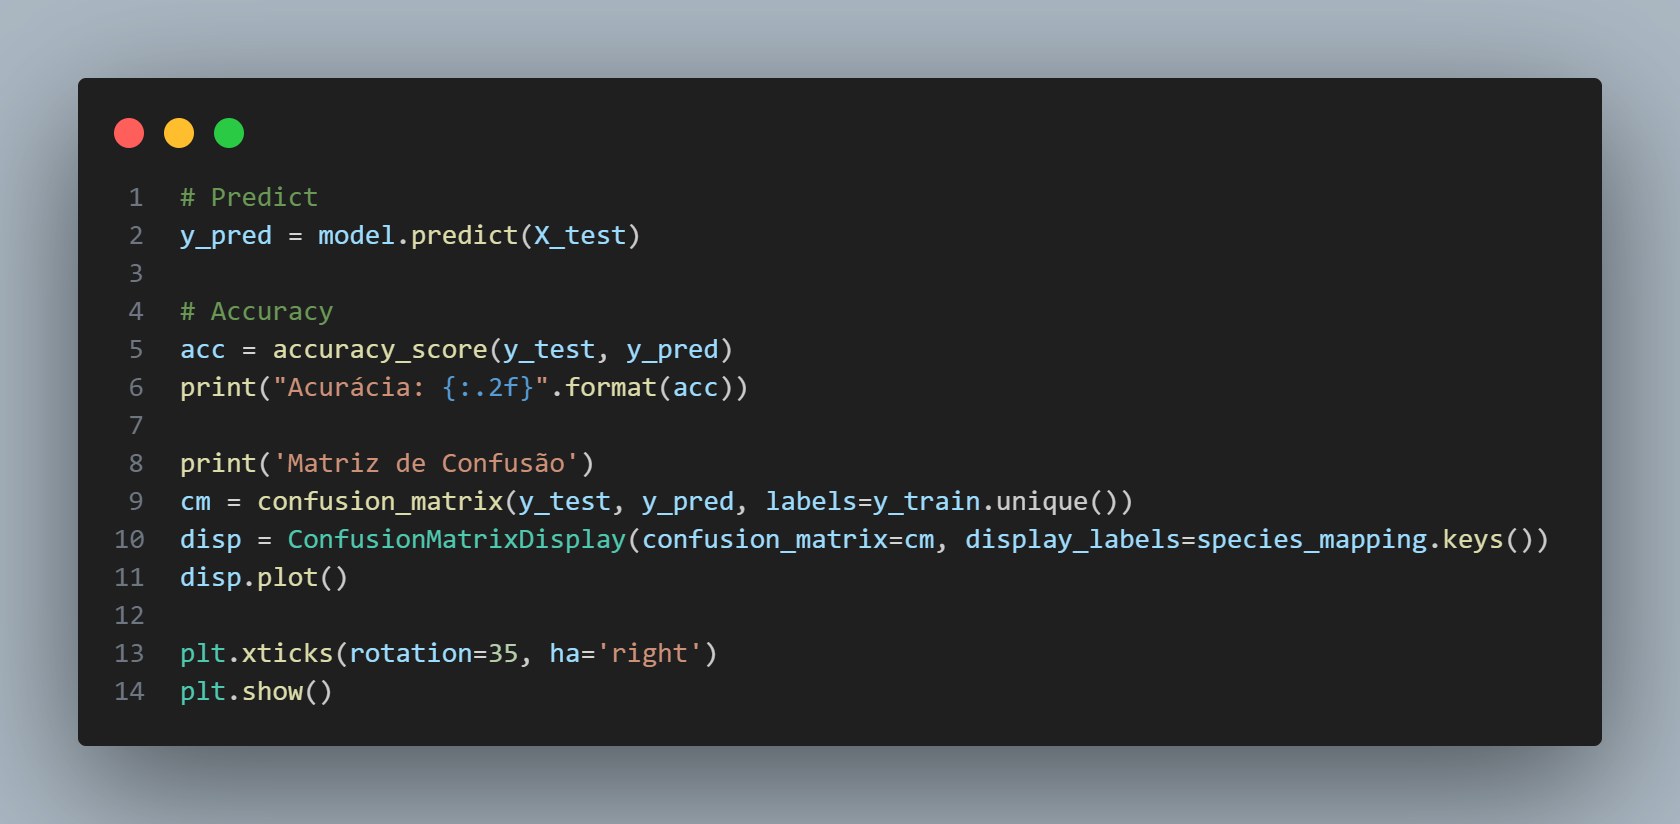 1 # Predict
2 y_pred = model.predict(X_test)
3
4 # Accuracy
5 acc = accuracy_score(y_test, y_pred)
6 print("Acurácia: {:.2f}".format(acc))
7
8 print('Matriz de Confusão')
9 cm = confusion_matrix(y_test, y_pred, labels=y_train.unique())
10 disp = ConfusionMatrixDisplay(confusion_matrix=cm, display_labels=species_mapping.keys())
11 disp.plot()
12
13 plt.xticks(rotation=35, ha='right')
14 plt.show()